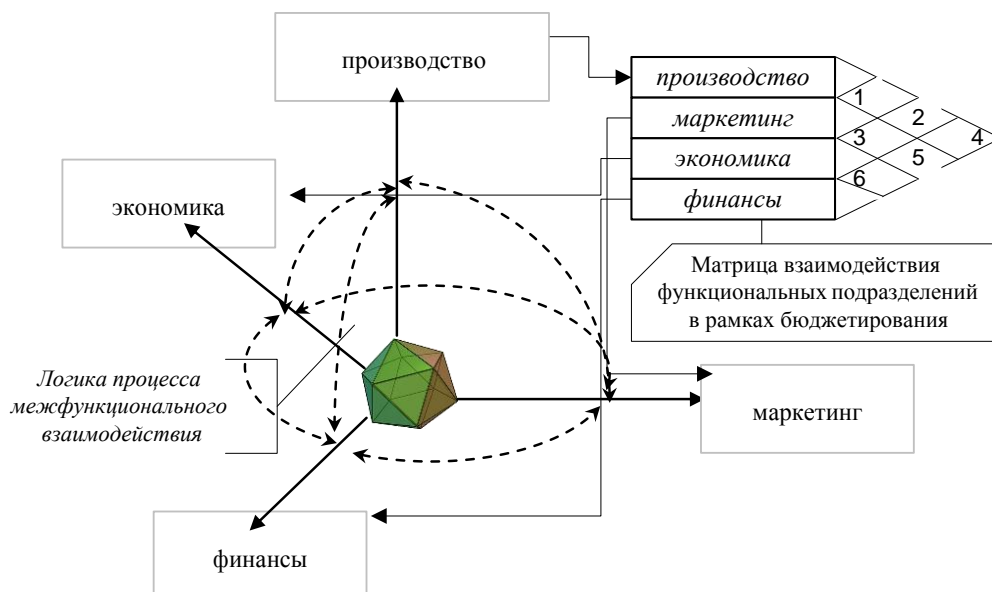 производство
производство
1
маркетинг
2
3
4
экономика
5
6
финансы
экономика
Матрица взаимодействия
функциональных подразделений
в рамках бюджетирования
Логика процесса
межфункционального
взаимодействия
маркетинг
финансы